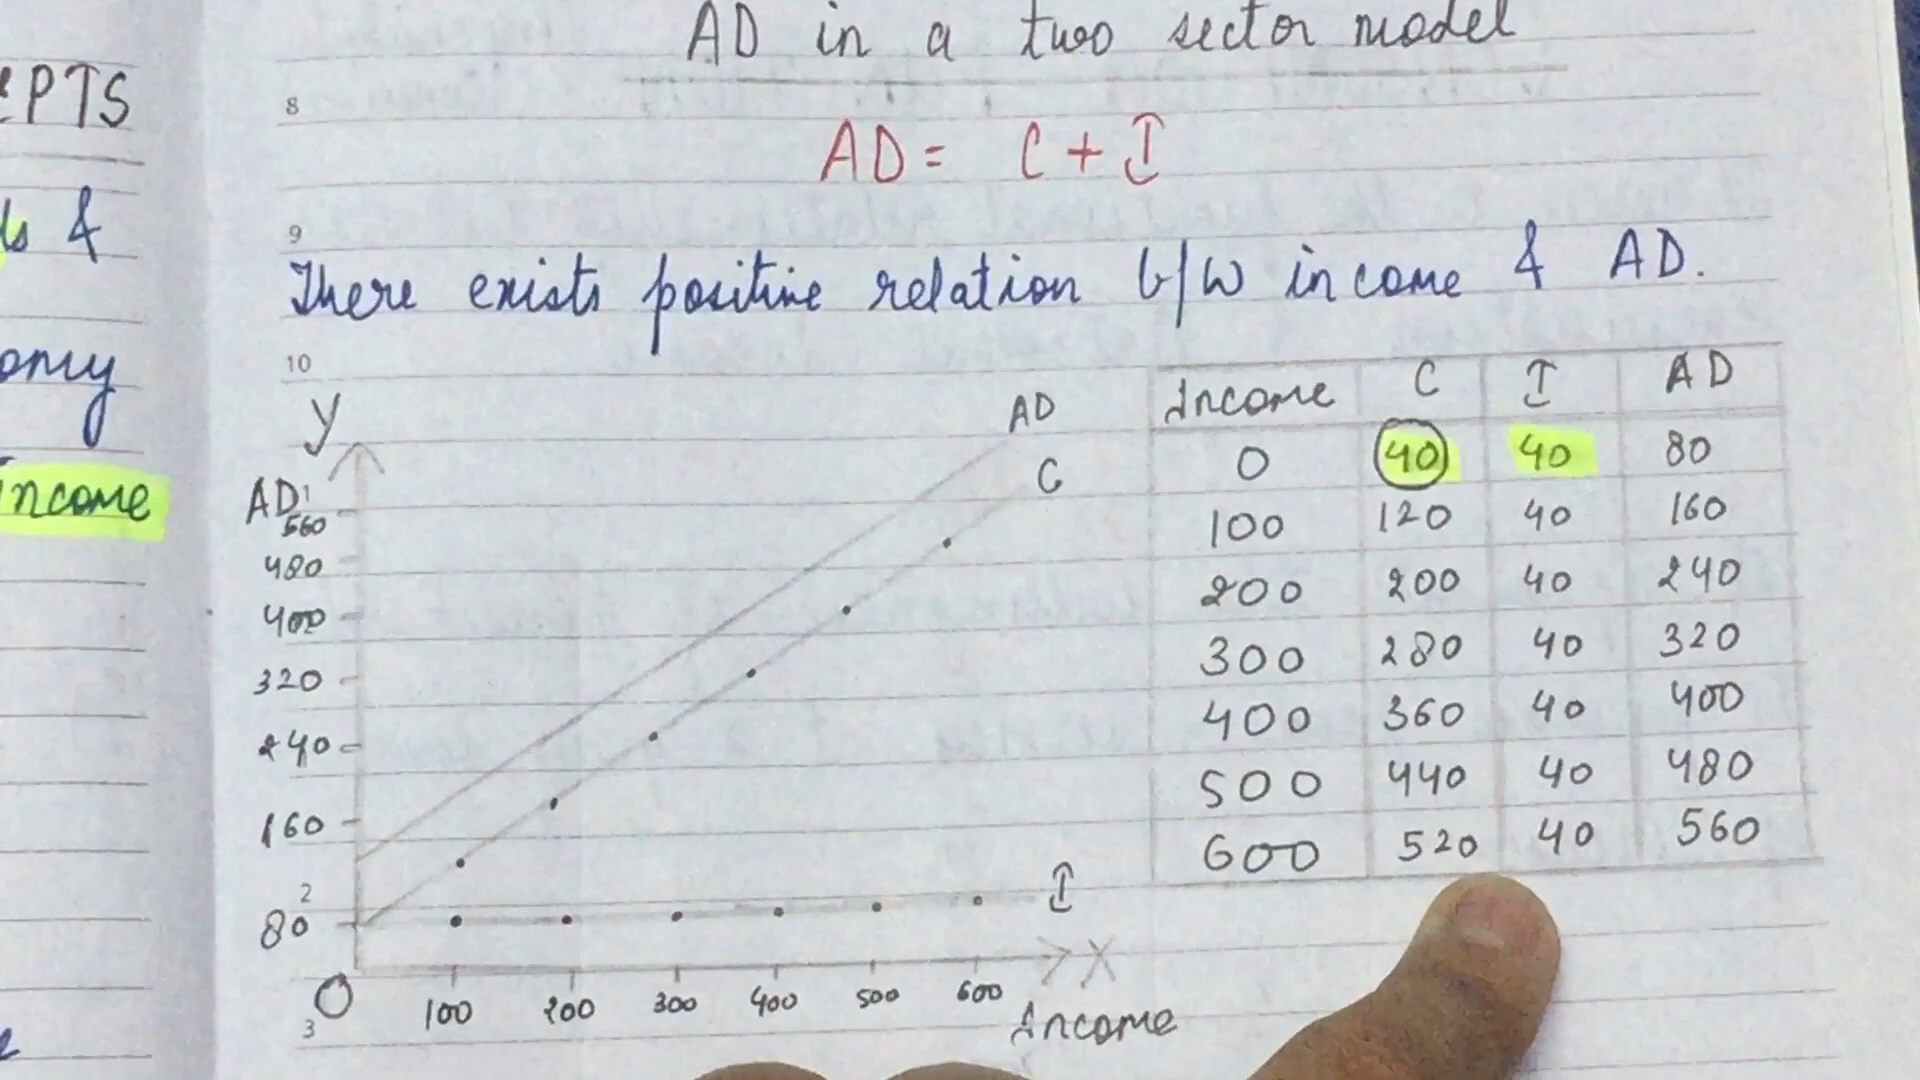 AD in a two sector model
AD = C + I
There exists positive relation b/w income & AD.
PTS
&
income
8
9
10
1
2
3
y
AD
560
480
400
320
240
160
80
O
100 200 300 400 500 600
X
Income
AD
C
I
Income C I AD
0 40 40 80
100 120 40 160
200 200 40 240
300 280 40 320
400 360 40 400
500 440 40 480
600 520 40 560